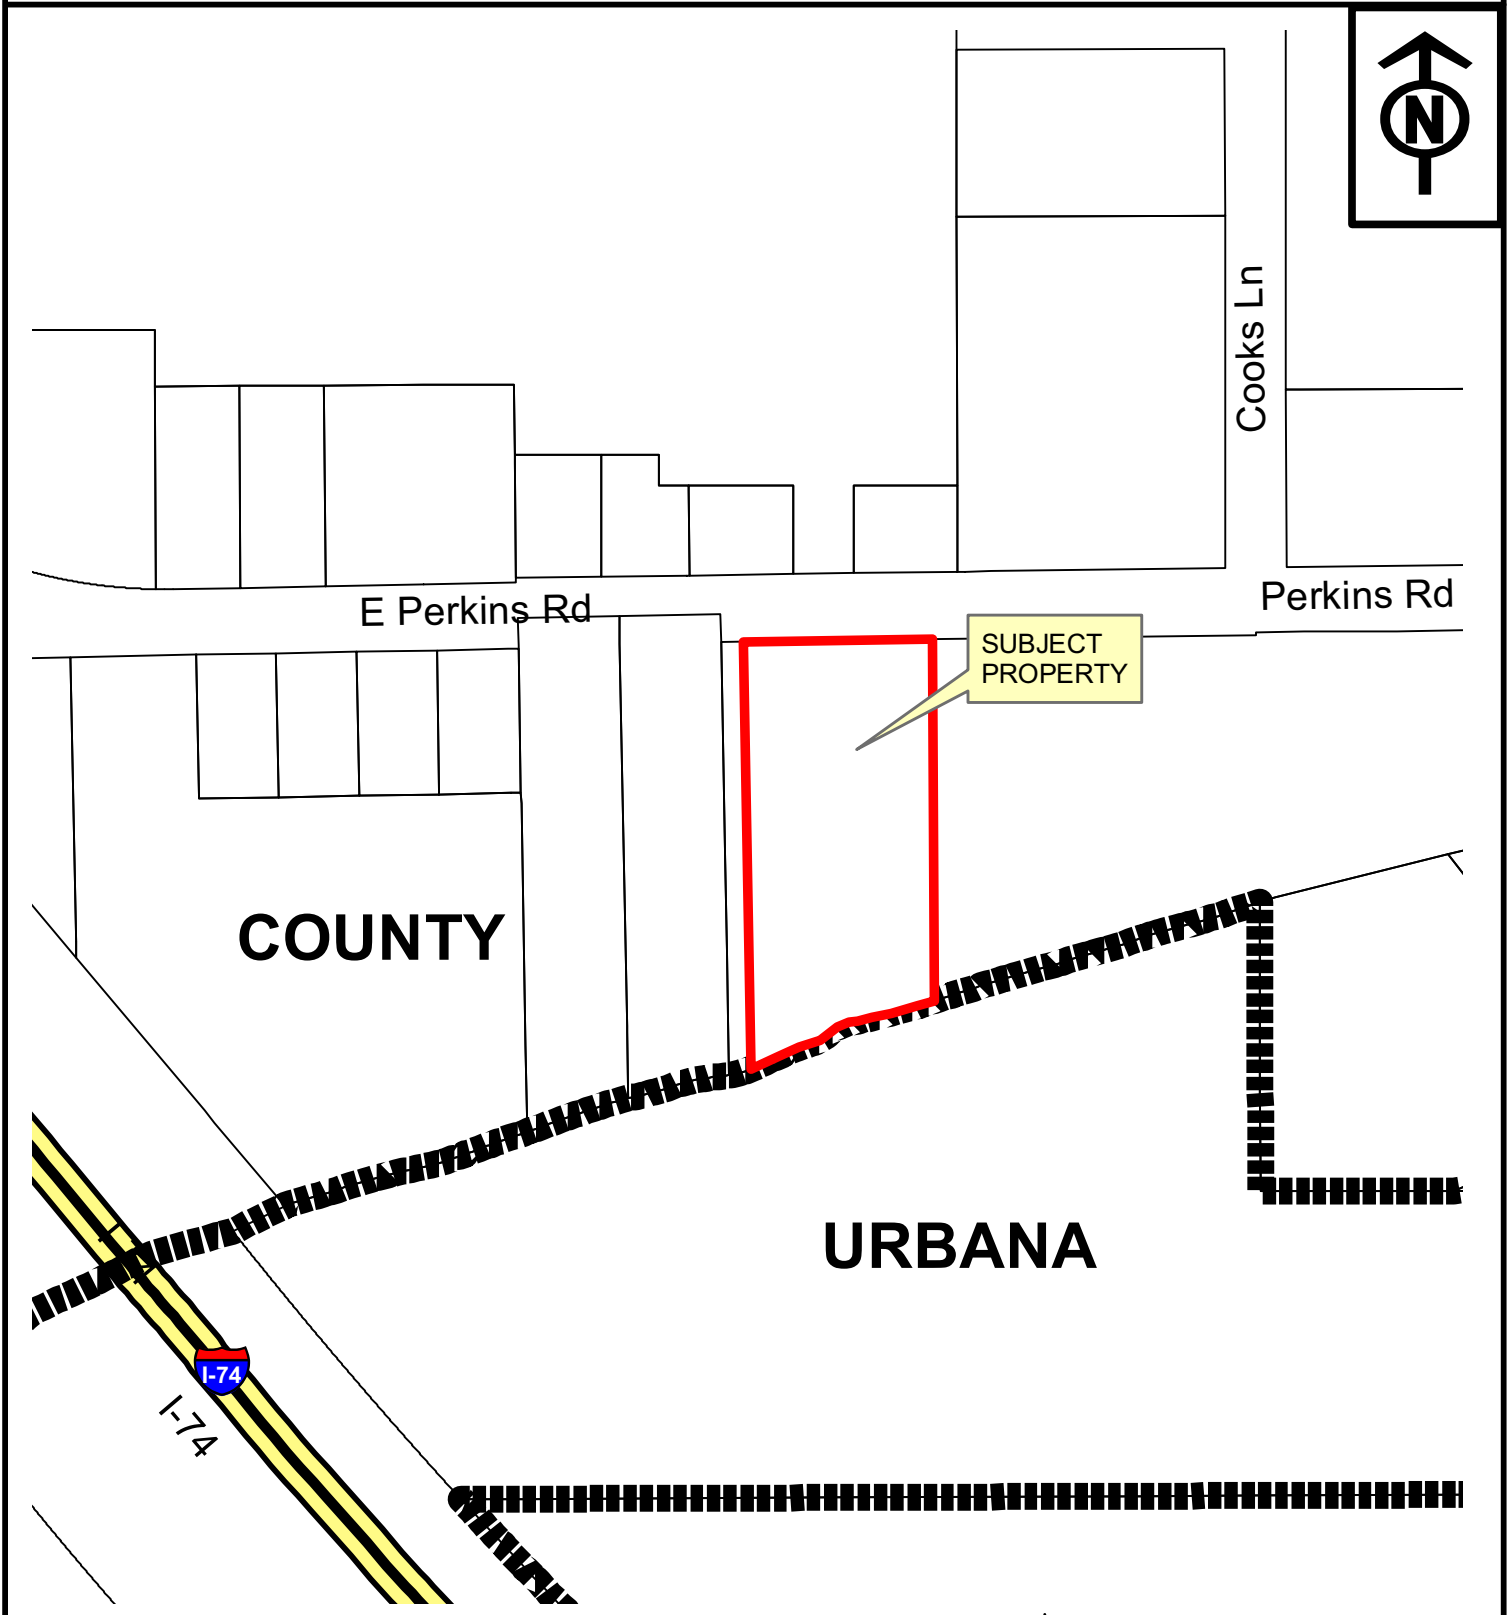 N
Cooks Ln
E Perkins Rd
Perkins Rd
SUBJECT
PROPERTY
COUNTY
URBANA
I-74
I-74